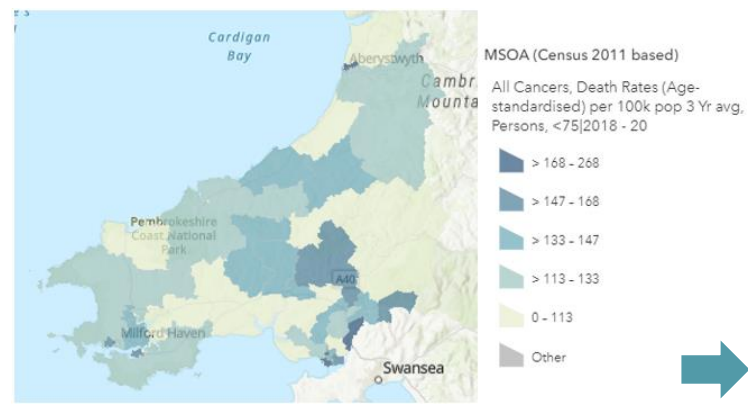 Cardigan
Bay
Aberystwyth
Cambr
Mounta
Pembrokeshire
Coast National
Park
A40
Milford Haven
Swansea
MSOA (Census 2011 based)
All Cancers, Death Rates (Age-
standardised) per 100k pop 3 Yr avg,
Persons, <75|2018 - 20
> 168 - 268
> 147 - 168
> 133 - 147
> 113 - 133
0 - 113
Other